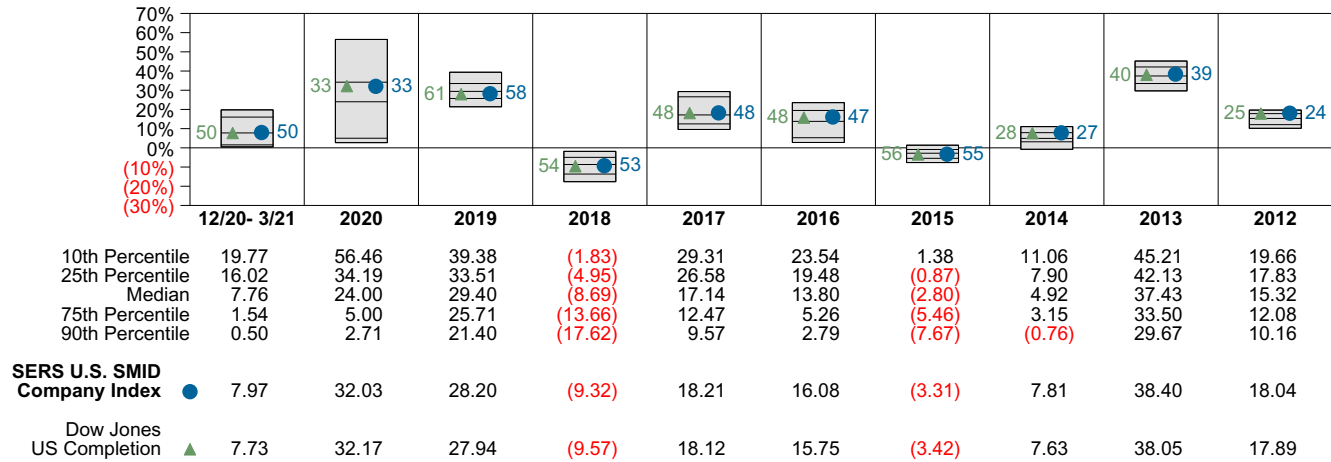 70%
60%
50%
40%
30%
20%
10%
0%
(10%)
(20%)
(30%)
50 50 33 33 61 58 54 53 48 48 48 47 56 55 28 27 40 39 25 24
12/20- 3/21 2020 2019 2018 2017 2016 2015 2014 2013 2012
10th Percentile 19.77 56.46 39.38 (1.83) 29.31 23.54 1.38 11.06 45.21 19.66
25th Percentile 16.02 34.19 33.51 (4.95) 26.58 19.48 (0.87) 7.90 42.13 17.83
Median 7.76 24.00 29.40 (8.69) 17.14 13.80 (2.80) 4.92 37.43 15.32
75th Percentile 1.54 5.00 25.71 (13.66) 12.47 5.26 (5.46) 3.15 33.50 12.08
90th Percentile 0.50 2.71 21.40 (17.62) 9.57 2.79 (7.67) (0.76) 29.67 10.16
SERS U.S. SMID
Company Index 7.97 32.03 28.20 (9.32) 18.21 16.08 (3.31) 7.81 38.40 18.04
Dow Jones
US Completion 7.73 32.17 27.94 (9.57) 18.12 15.75 (3.42) 7.63 38.05 17.89